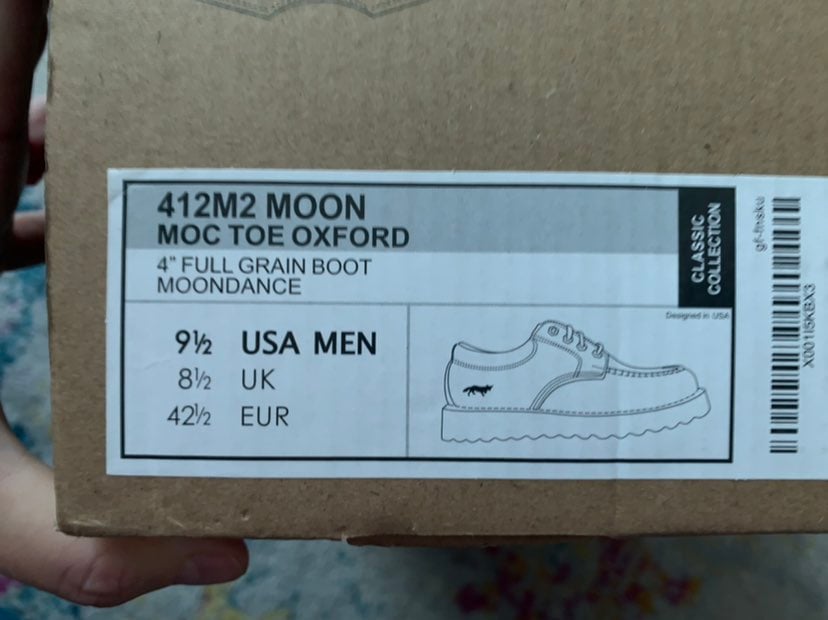 412M2 MOON
MOC TOE OXFORD
4" FULL GRAIN BOOT
MOONDANCE
CLASSIC
COLLECTION
Designed in USA
9½ USA MEN
8½ UK
42½ EUR
X001I5KBX3